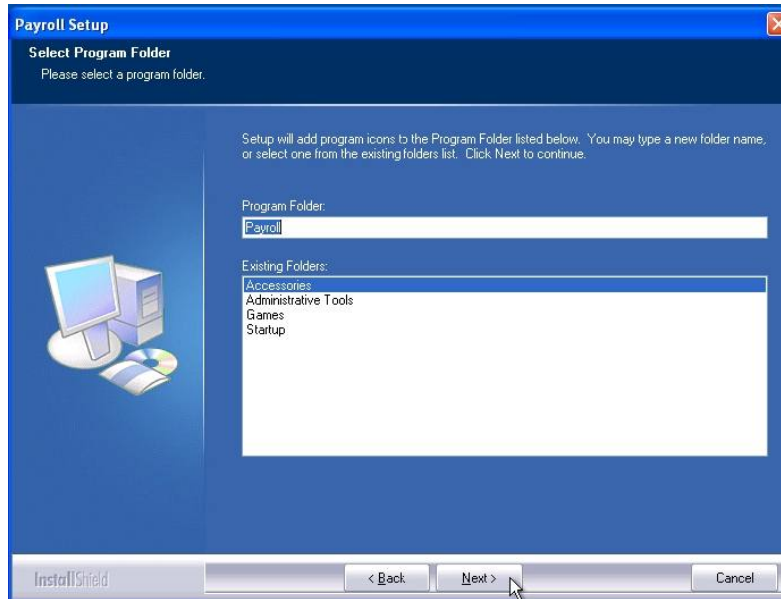 Payroll Setup
Select Program Folder
Please select a program folder.
Setup will add program icons to the Program Folder listed below. You may type a new folder name,
or select one from the existing folders list. Click Next to continue.
Program Folder:
Payroll
Existing Folders:
Accessories
Administrative Tools
Games
Startup
InstallShield
< Back
Next >
Cancel